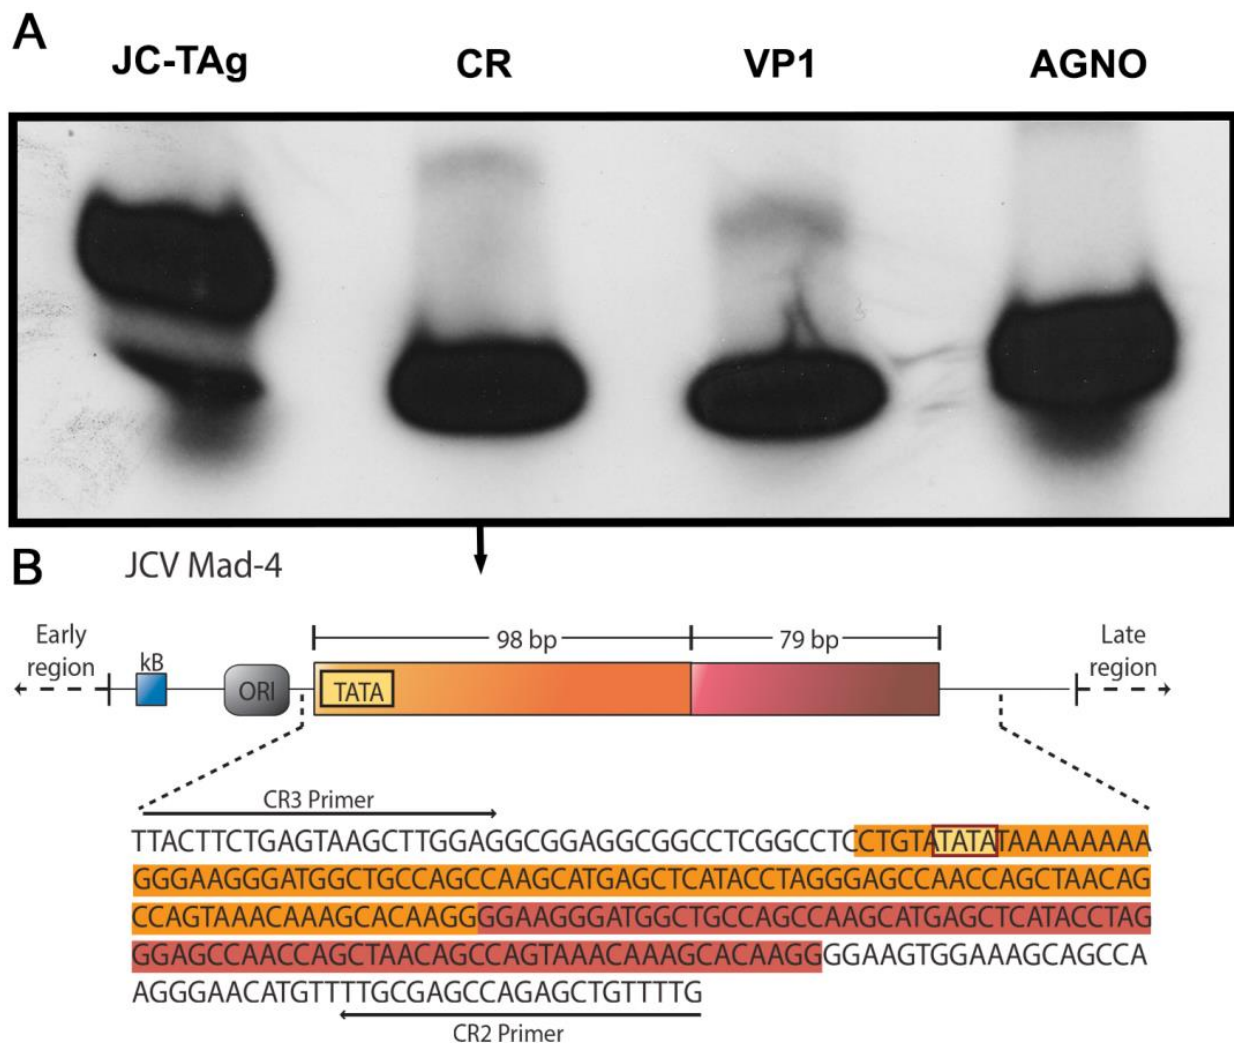 A
JC-TAg CR VP1 AGNO
B JCV Mad-4
Early region
kB
ORI
TATA
98 bp
79 bp
Late region
CR3 Primer
TTACTTCTGAGTAAGCTTGGAGGCGGAGGCGGCCTCGGCCTCCTGTATATATAAAAAAAA
GGGAAGGGATGGCTGCCAGCCAAGCATGAGCTCATACCTAGGGAGCCAACCAGCTAACAG
CCAGTAAACAAAGCACAAGGGGAAGGGATGGCTGCCAGCCAAGCATGAGCTCATACCTAG
GGAGCCAACCAGCTAACAGCCAGTAAACAAAGCACAAGGGGAAGTGGAAAGCAGCCA
AGGGAACATGTTTTGCGAGCCAGAGCTGTTTTG
CR2 Primer